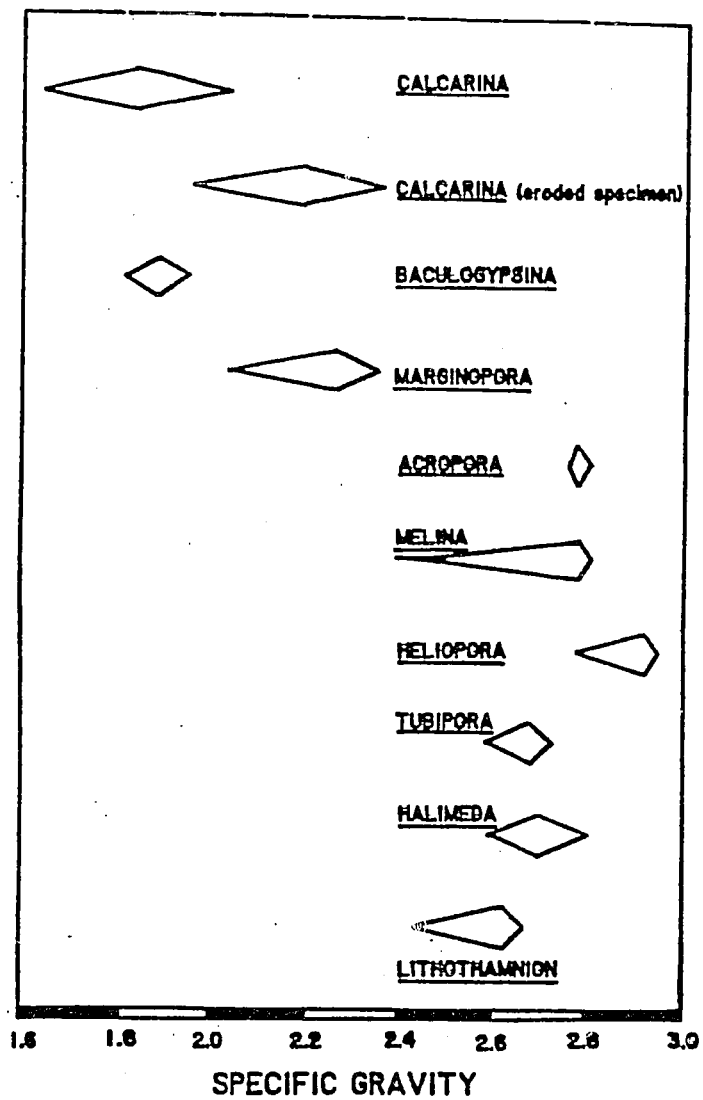 CALCARINA
CALCARINA (eroded specimen)
BACULOGYPSINA
MARGINOPORA
ACROPORA
MELINA
HELIOPORA
TUBIPORA
HALIMEDA
LITHOTHAMNION
1.6 1.8 2.0 2.2 2.4 2.6 2.8 3.0
SPECIFIC GRAVITY